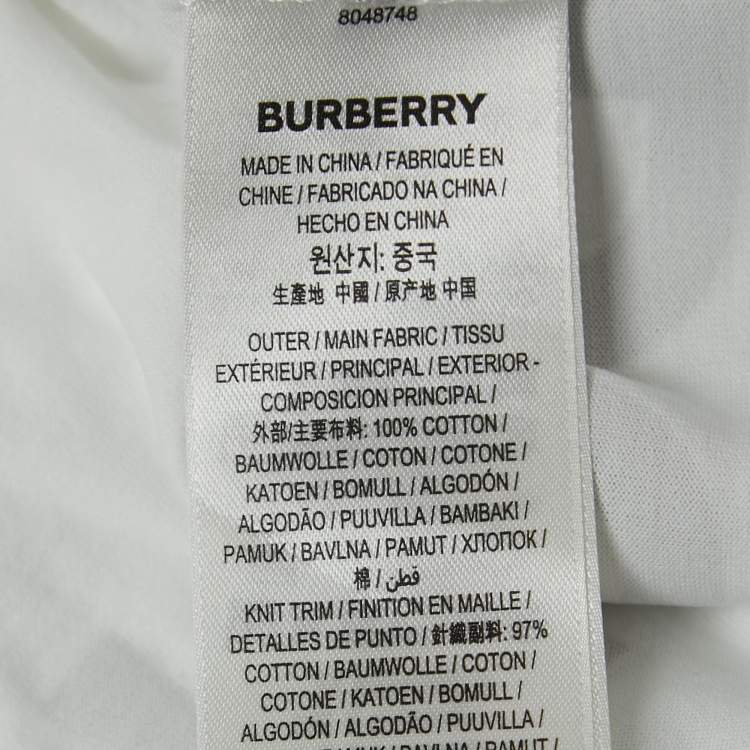 8048748
BURBERRY
MADE IN CHINA / FABRIQUÉ EN
CHINE / FABRICADO NA CHINA /
HECHO EN CHINA
원산지: 중국
生產地 中國 / 原产地 中国
OUTER / MAIN FABRIC / TISSU
EXTÉRIEUR / PRINCIPAL / EXTERIOR -
COMPOSICION PRINCIPAL /
外部/主要布料: 100% COTTON /
BAUMWOLLE / COTON / COTONE /
KATOEN / BOMULL / ALGODÓN /
ALGODÃO / PUUVILLA / BAMBAKI /
PAMUK / BAVLNA / PAMUT / ХЛОПОК /
棉 / قطن
KNIT TRIM / FINITION EN MAILLE /
DETALLES DE PUNTO / 針織副料: 97%
COTTON / BAUMWOLLE / COTON /
COTONE / KATOEN / BOMULL /
ALGODÓN / ALGODÃO / PUUVILLA /
PAMUK / BAVLNA / PAMUT /